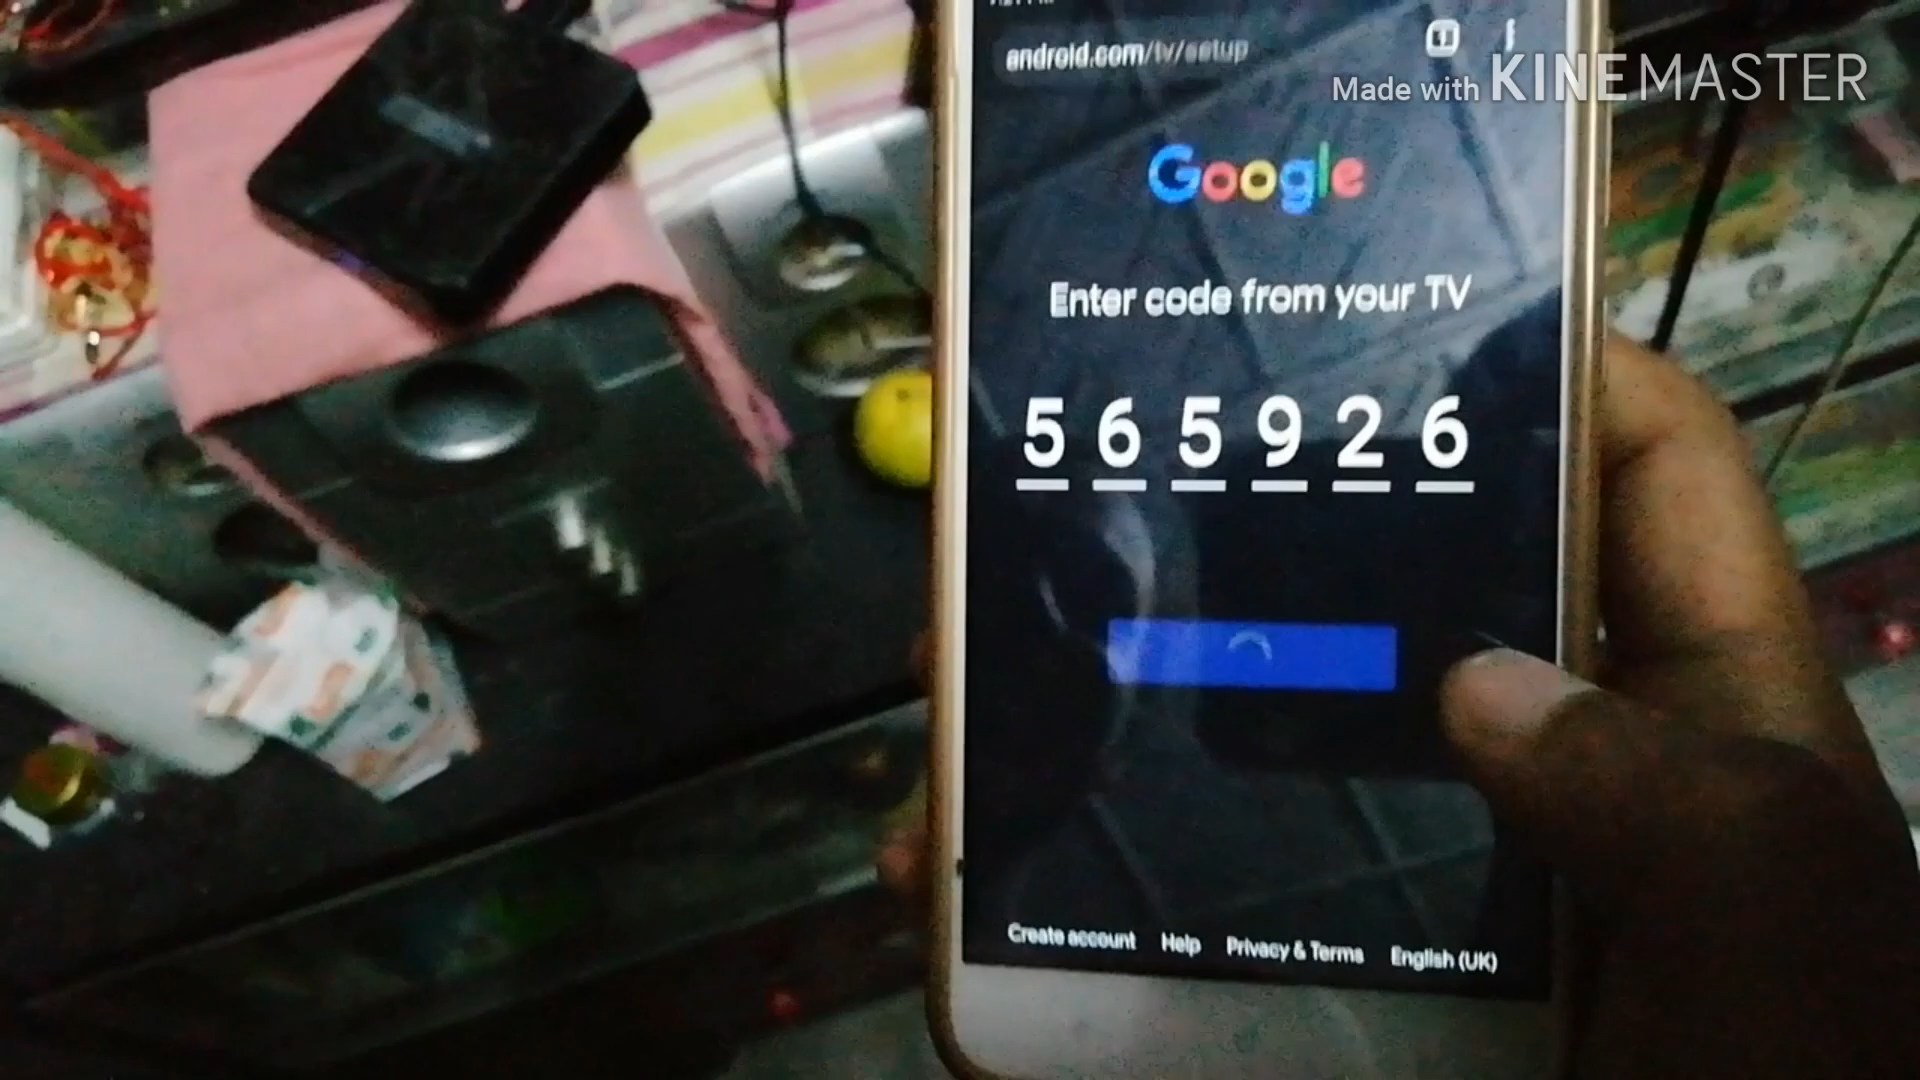 android.com/tv/setup
Made with KINEMASTER
Google
Enter code from your TV
5 6 5 9 2 6
Create account Help Privacy & Terms English (UK)